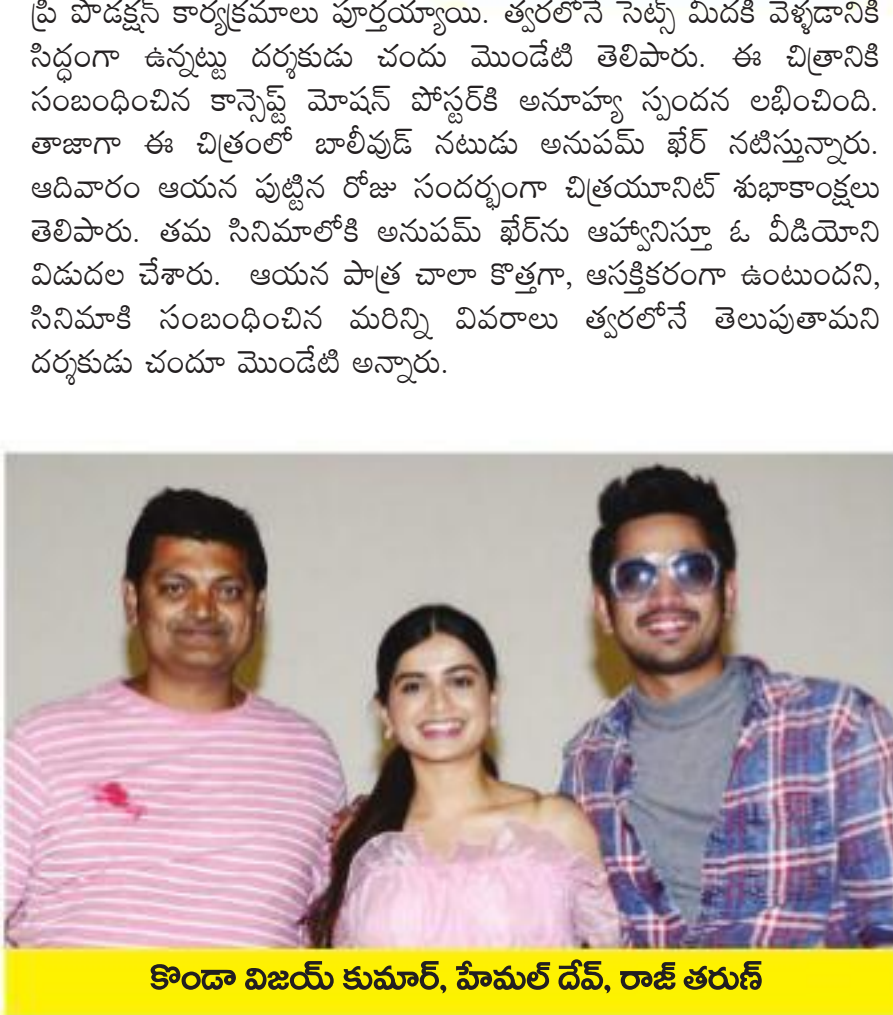 ప్రి పొడక్షన్ కార్యక్రమాలు పూర్తయ్యాయి. త్వరలోనే సెట్స్ మీదకి వెళ్ళడానికి
సిద్ధంగా ఉన్నట్టు దర్శకుడు చందు మొండేటి తెలిపారు. ఈ చిత్రానికి
సంబంధించిన కాన్సెప్ట్ మోషన్ పోస్టర్‌కి అనూహ్య స్పందన లభించింది.
తాజాగా ఈ చిత్రంలో బాలీవుడ్ నటుడు అనుపమ్ ఖేర్ నటిస్తున్నారు.
ఆదివారం ఆయన పుట్టిన రోజు సందర్భంగా చిత్రయూనిట్ శుభాకాంక్షలు
తెలిపారు. తమ సినిమాలోకి అనుపమ్ ఖేర్‌ను ఆహ్వానిస్తూ ఓ వీడియోని
విడుదల చేశారు. ఆయన పాత్ర చాలా కొత్తగా, ఆసక్తికరంగా ఉంటుందని,
సినిమాకి సంబంధించిన మరిన్ని వివరాలు త్వరలోనే తెలుపుతామని
దర్శకుడు చందూ మొండేటి అన్నారు.
కొండా విజయ్ కుమార్, హేమల్ దేవ్, రాజ్ తరుణ్